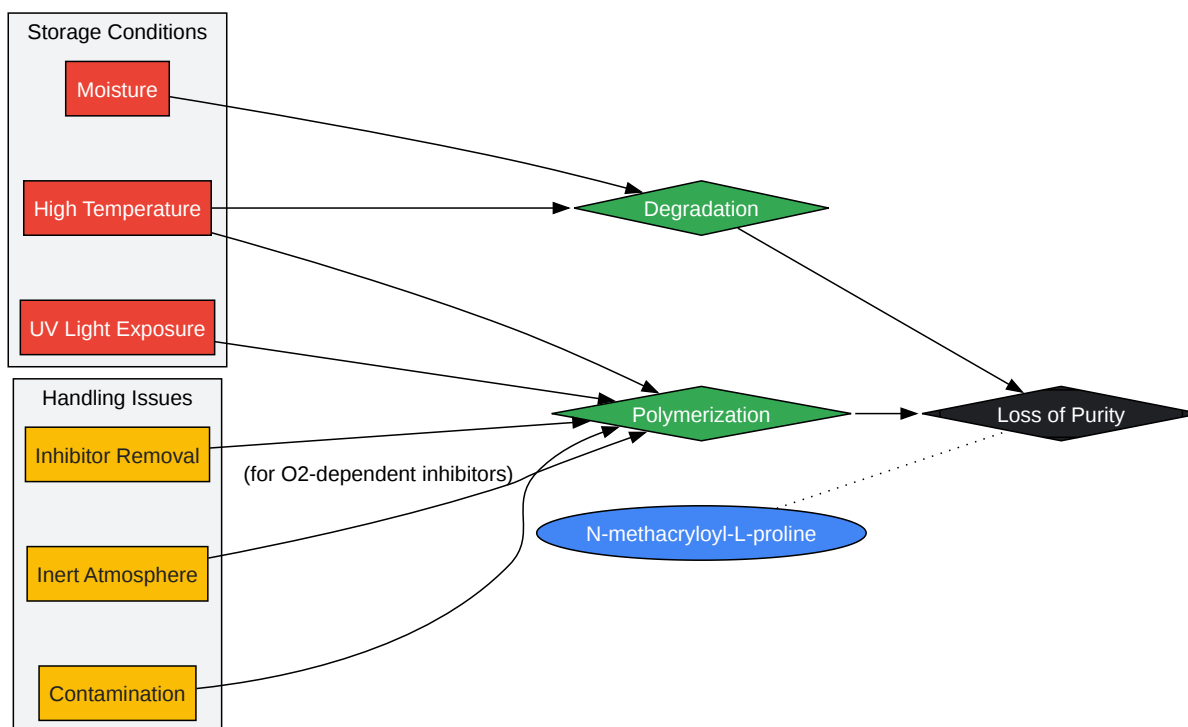 Storage Conditions
Moisture
High Temperature
UV Light Exposure
Degradation
Handling Issues
Inhibitor Removal
(for O2-dependent inhibitors)
Inert Atmosphere
Contamination
Polymerization
Loss of Purity
N-methacryloyl-L-proline